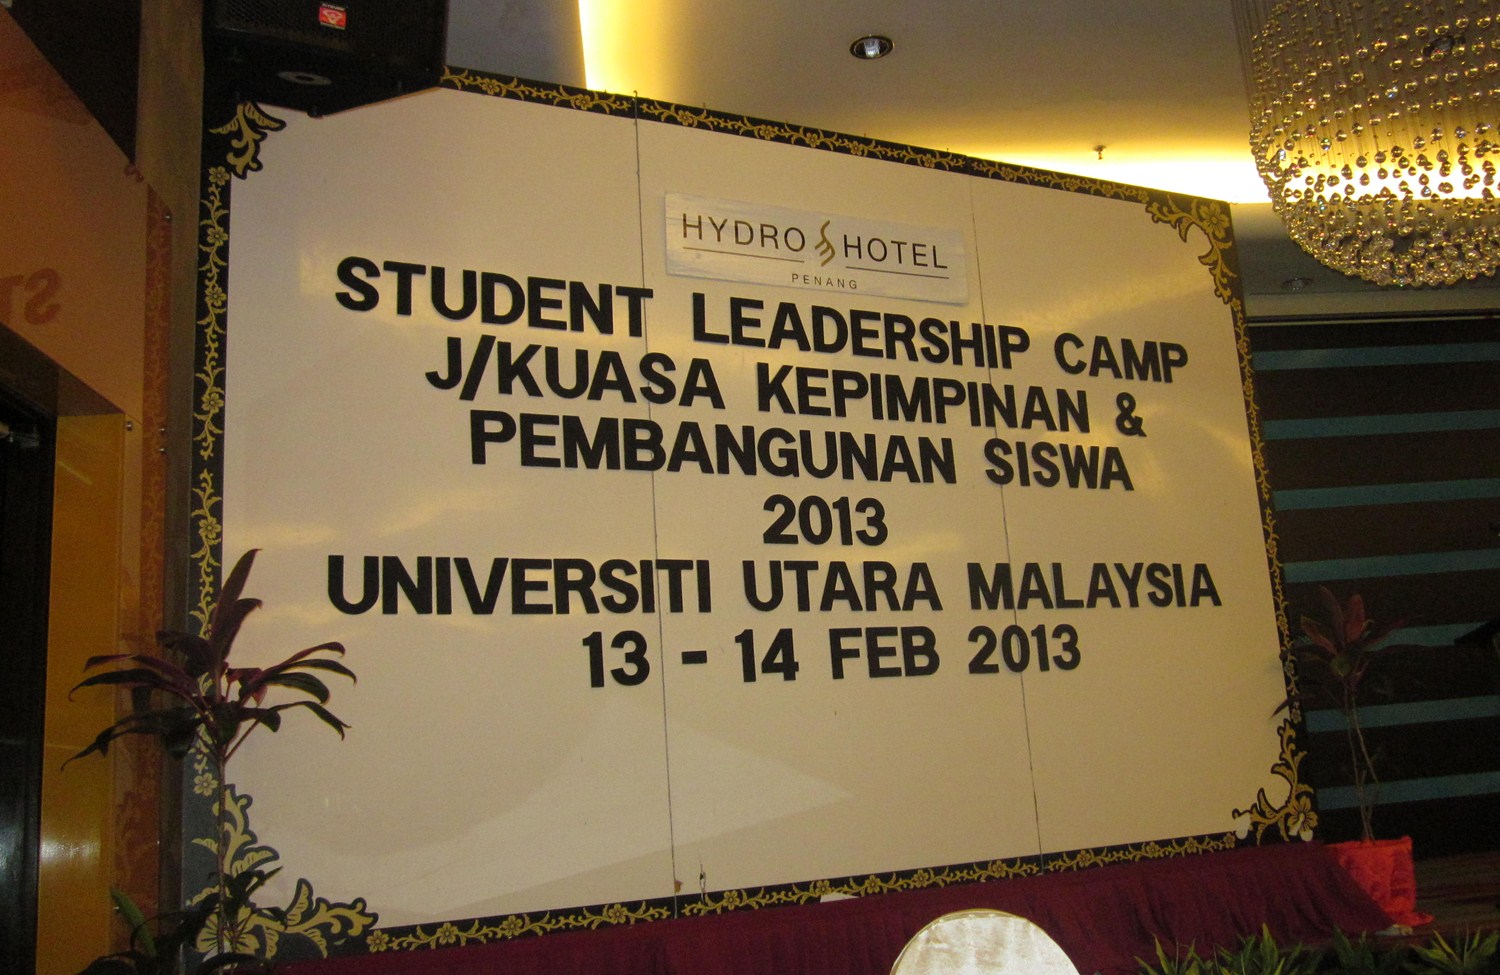 HYDRO HOTEL
PENANG
STUDENT LEADERSHIP CAMP
J/KUASA KEPIMPINAN &
PEMBANGUNAN SISWA
2013
UNIVERSITI UTARA MALAYSIA
13 - 14 FEB 2013